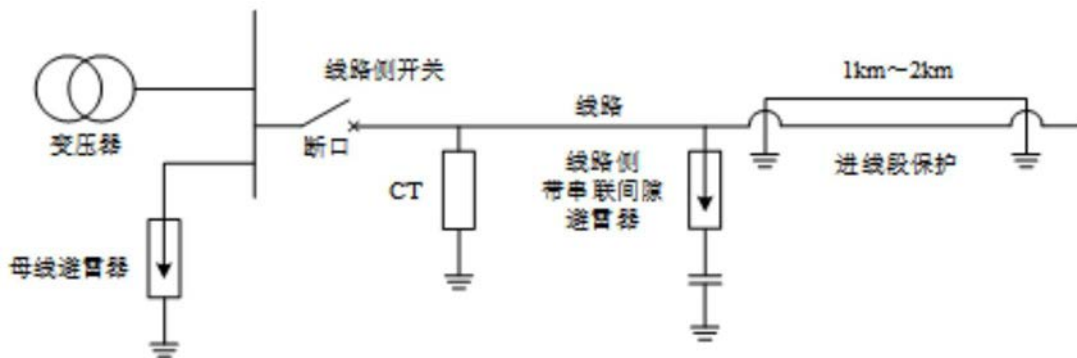 变压器
母线避雷器
线路侧开关
断口
CT
线路
线路侧
带串联间隙
避雷器
1km～2km
进线段保护